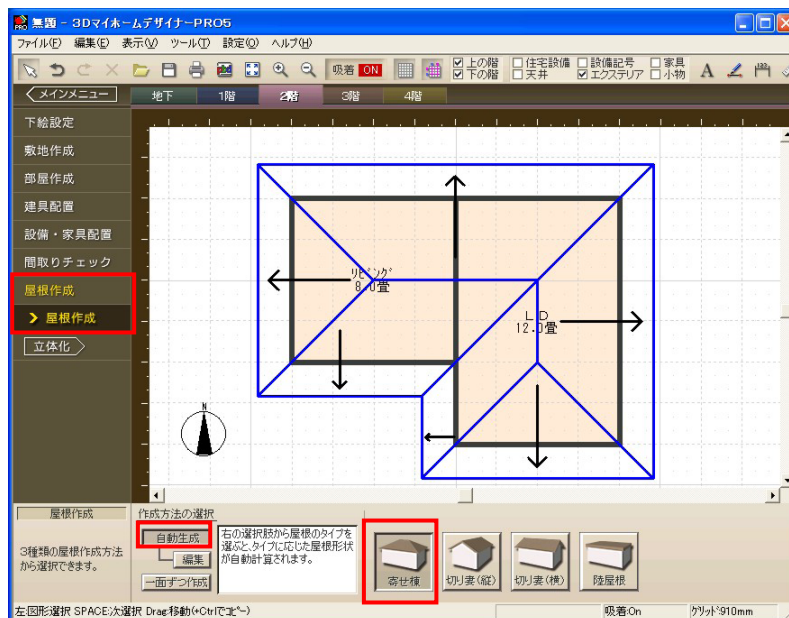 無題 - 3DマイホームデザイナーPRO5
ファイル(F) 編集(E) 表示(V) ツール(T) 設定(O) ヘルプ(H)
吸着 ON
上の階 住宅設備 設備記号 家具
下の階 天井 エクステリア 小物
メインメニュー 地下 1階 2階 3階 4階
下絵設定
敷地作成
部屋作成
建具配置
設備・家具配置
間取りチェック
屋根作成
屋根作成
立体化
リビング
8.0畳
LD
12.0畳
N
屋根作成
3種類の屋根作成方法
から選択できます。
作成方法の選択
自動生成
編集
一面ずつ作成
右の選択肢から屋根のタイプを
選ぶと、タイプに応じた屋根形状
が自動計算されます。
寄せ棟 切り妻(縦) 切り妻(横) 陸屋根
左:図形選択 SPACE:次選択 Drag:移動(+Ctrlでコピー) 吸着:On グリッド:910mm